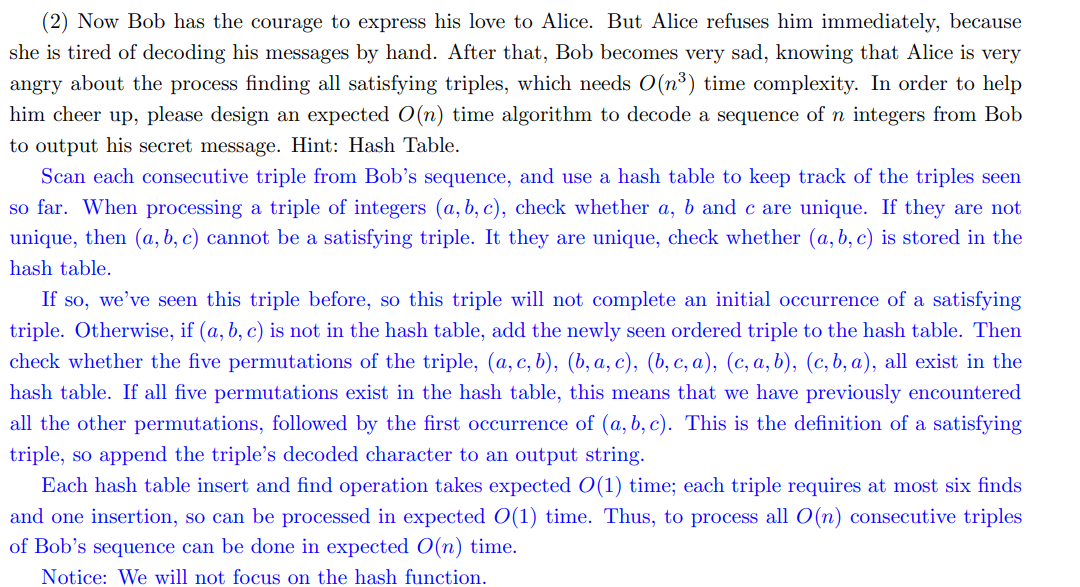 (2) Now Bob has the courage to express his love to Alice. But Alice refuses him immediately, because
she is tired of decoding his messages by hand. After that, Bob becomes very sad, knowing that Alice is very
angry about the process finding all satisfying triples, which needs O(n³) time complexity. In order to help
him cheer up, please design an expected O(n) time algorithm to decode a sequence of n integers from Bob
to output his secret message. Hint: Hash Table.
Scan each consecutive triple from Bob's sequence, and use a hash table to keep track of the triples seen
so far. When processing a triple of integers (a, b, c), check whether a, b and c are unique. If they are not
unique, then (a, b, c) cannot be a satisfying triple. It they are unique, check whether (a, b, c) is stored in the
hash table.
If so, we've seen this triple before, so this triple will not complete an initial occurrence of a satisfying
triple. Otherwise, if (a, b, c) is not in the hash table, add the newly seen ordered triple to the hash table. Then
check whether the five permutations of the triple, (a, c, b), (b, a, c), (b, c, a), (c, a, b), (c, b, a), all exist in the
hash table. If all five permutations exist in the hash table, this means that we have previously encountered
all the other permutations, followed by the first occurrence of (a, b, c). This is the definition of a satisfying
triple, so append the triple's decoded character to an output string.
Each hash table insert and find operation takes expected O(1) time; each triple requires at most six finds
and one insertion, so can be processed in expected O(1) time. Thus, to process all O(n) consecutive triples
of Bob's sequence can be done in expected O(n) time.
Notice: We will not focus on the hash function.